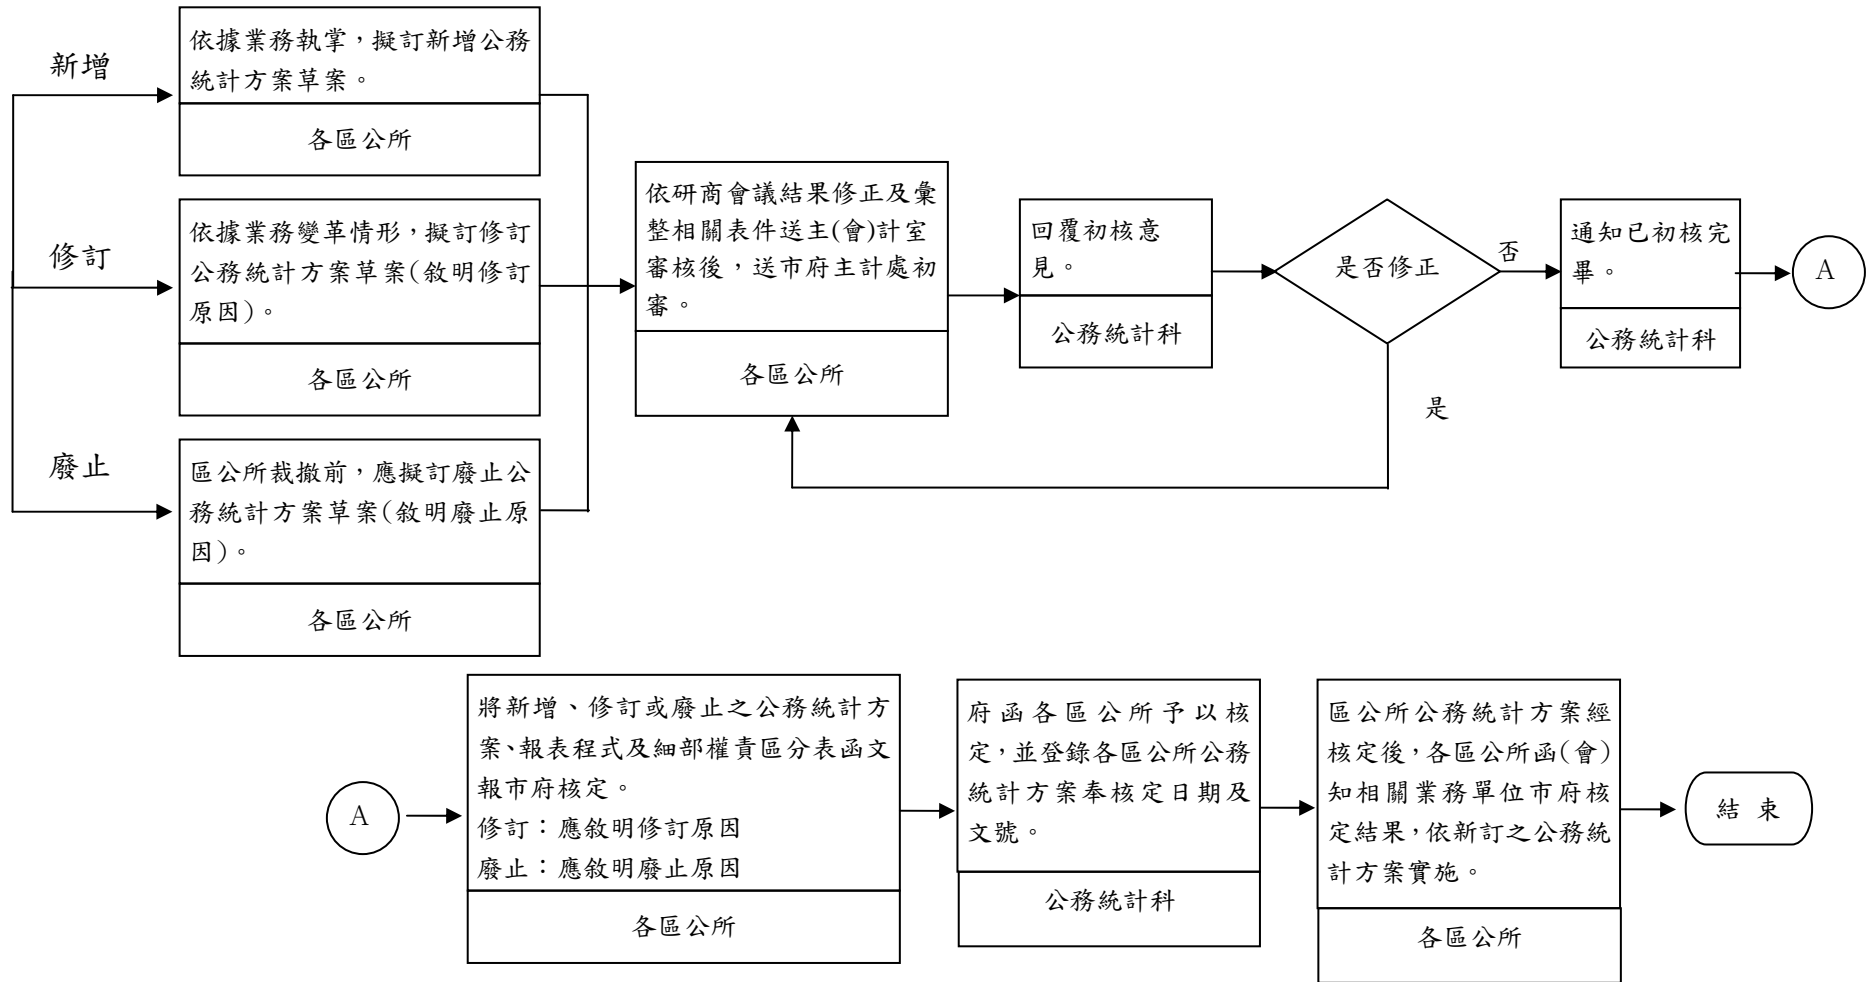 新增
依據業務執掌，擬訂新增公務
統計方案草案。
各區公所
修訂
依據業務變革情形，擬訂修訂
公務統計方案草案(敘明修訂
原因)。
各區公所
廢止
區公所裁撤前，應擬訂廢止公
務統計方案草案(敘明廢止原
因)。
各區公所
依研商會議結果修正及彙
整相關表件送主(會)計室
審核後，送市府主計處初
審。
各區公所
回覆初核意
見。
公務統計科
是否修正
否
是
通知已初核完
畢。
公務統計科
A
A
將新增、修訂或廢止之公務統計方
案、報表程式及細部權責區分表函文
報市府核定。
修訂：應敘明修訂原因
廢止：應敘明廢止原因
各區公所
府函各區公所予以核
定，並登錄各區公所公務
統計方案奉核定日期及
文號。
公務統計科
區公所公務統計方案經
核定後，各區公所函(會)
知相關業務單位市府核
定結果，依新訂之公務統
計方案實施。
各區公所
結 束